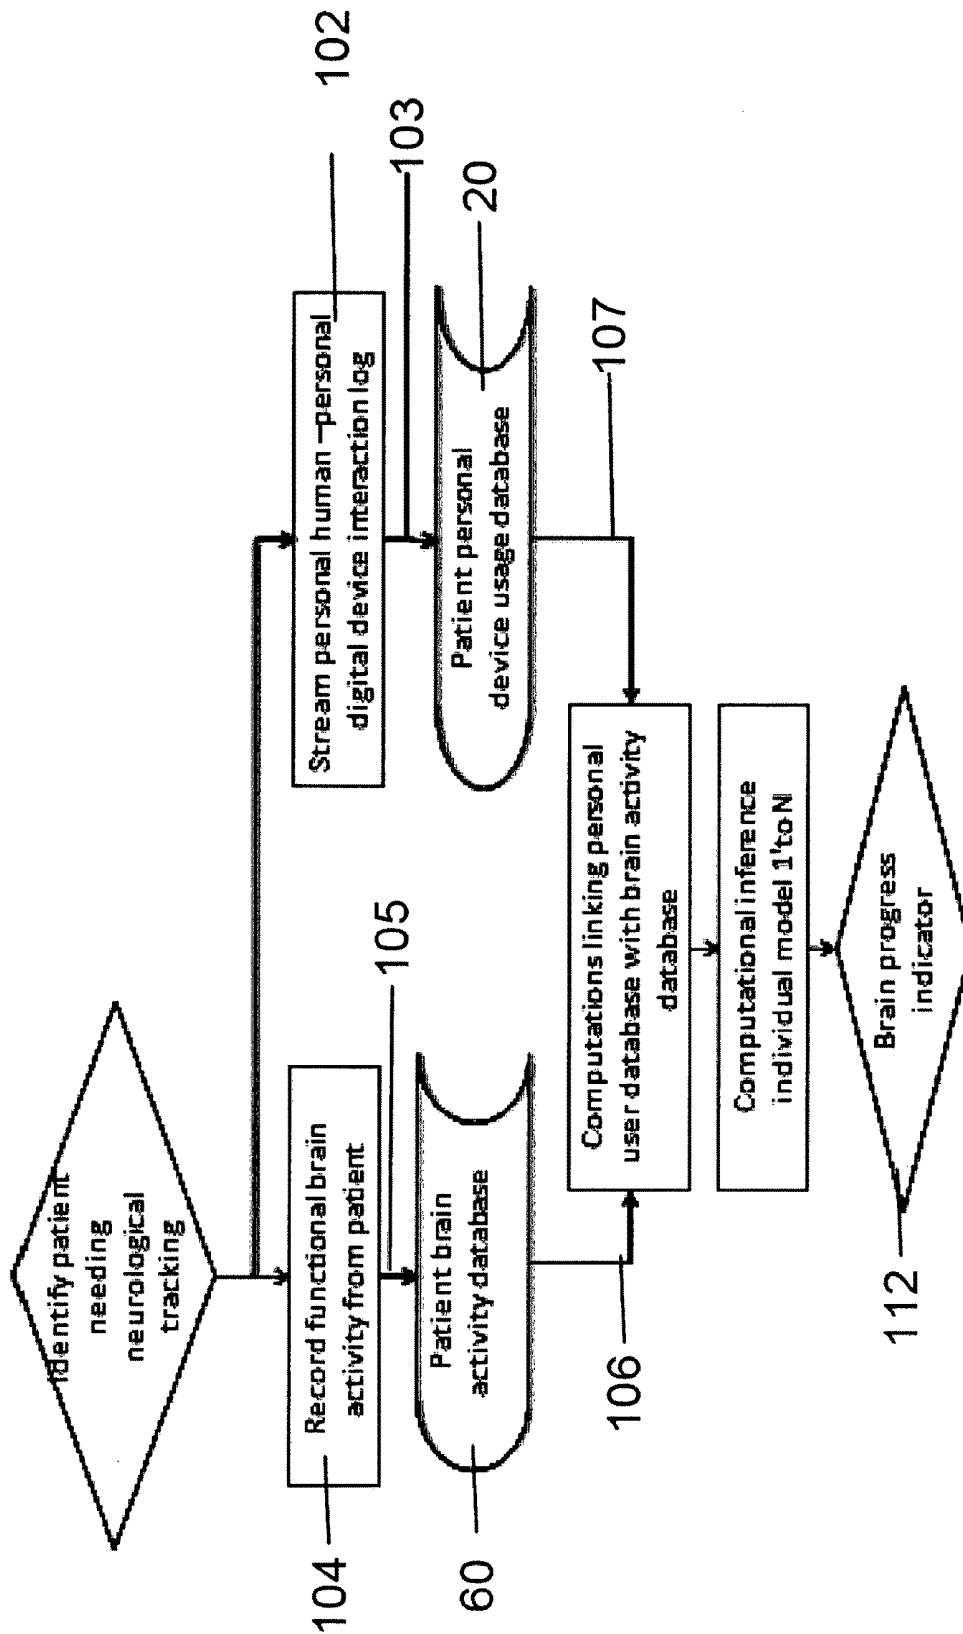 Identify patient
needing
neurological
tracking
104
Record functional brain
activity from patient
105
60
Patient brain
activity database
106
102
Stream personal human –personal
digital device interaction log
103
20
Patient personal
device usage database
107
Computations linking personal
user database with brain activity
database
Computational inference
individual model 1'to N
112
Brain progress
indicator